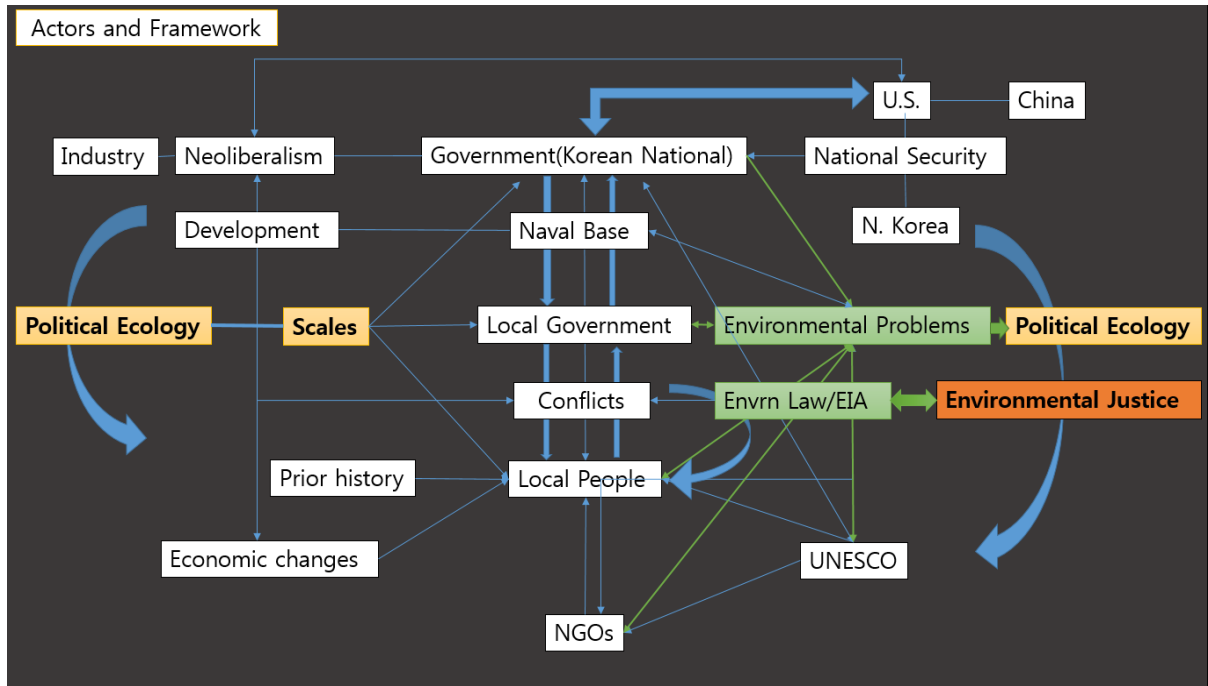 Actors and Framework
U.S.
China
Industry
Neoliberalism
Government(Korean National)
National Security
Development
Naval Base
N. Korea
Political Ecology
Scales
Local Government
Environmental Problems
Political Ecology
Conflicts
Envrn Law/EIA
Environmental Justice
Prior history
Local People
Economic changes
UNESCO
NGOs